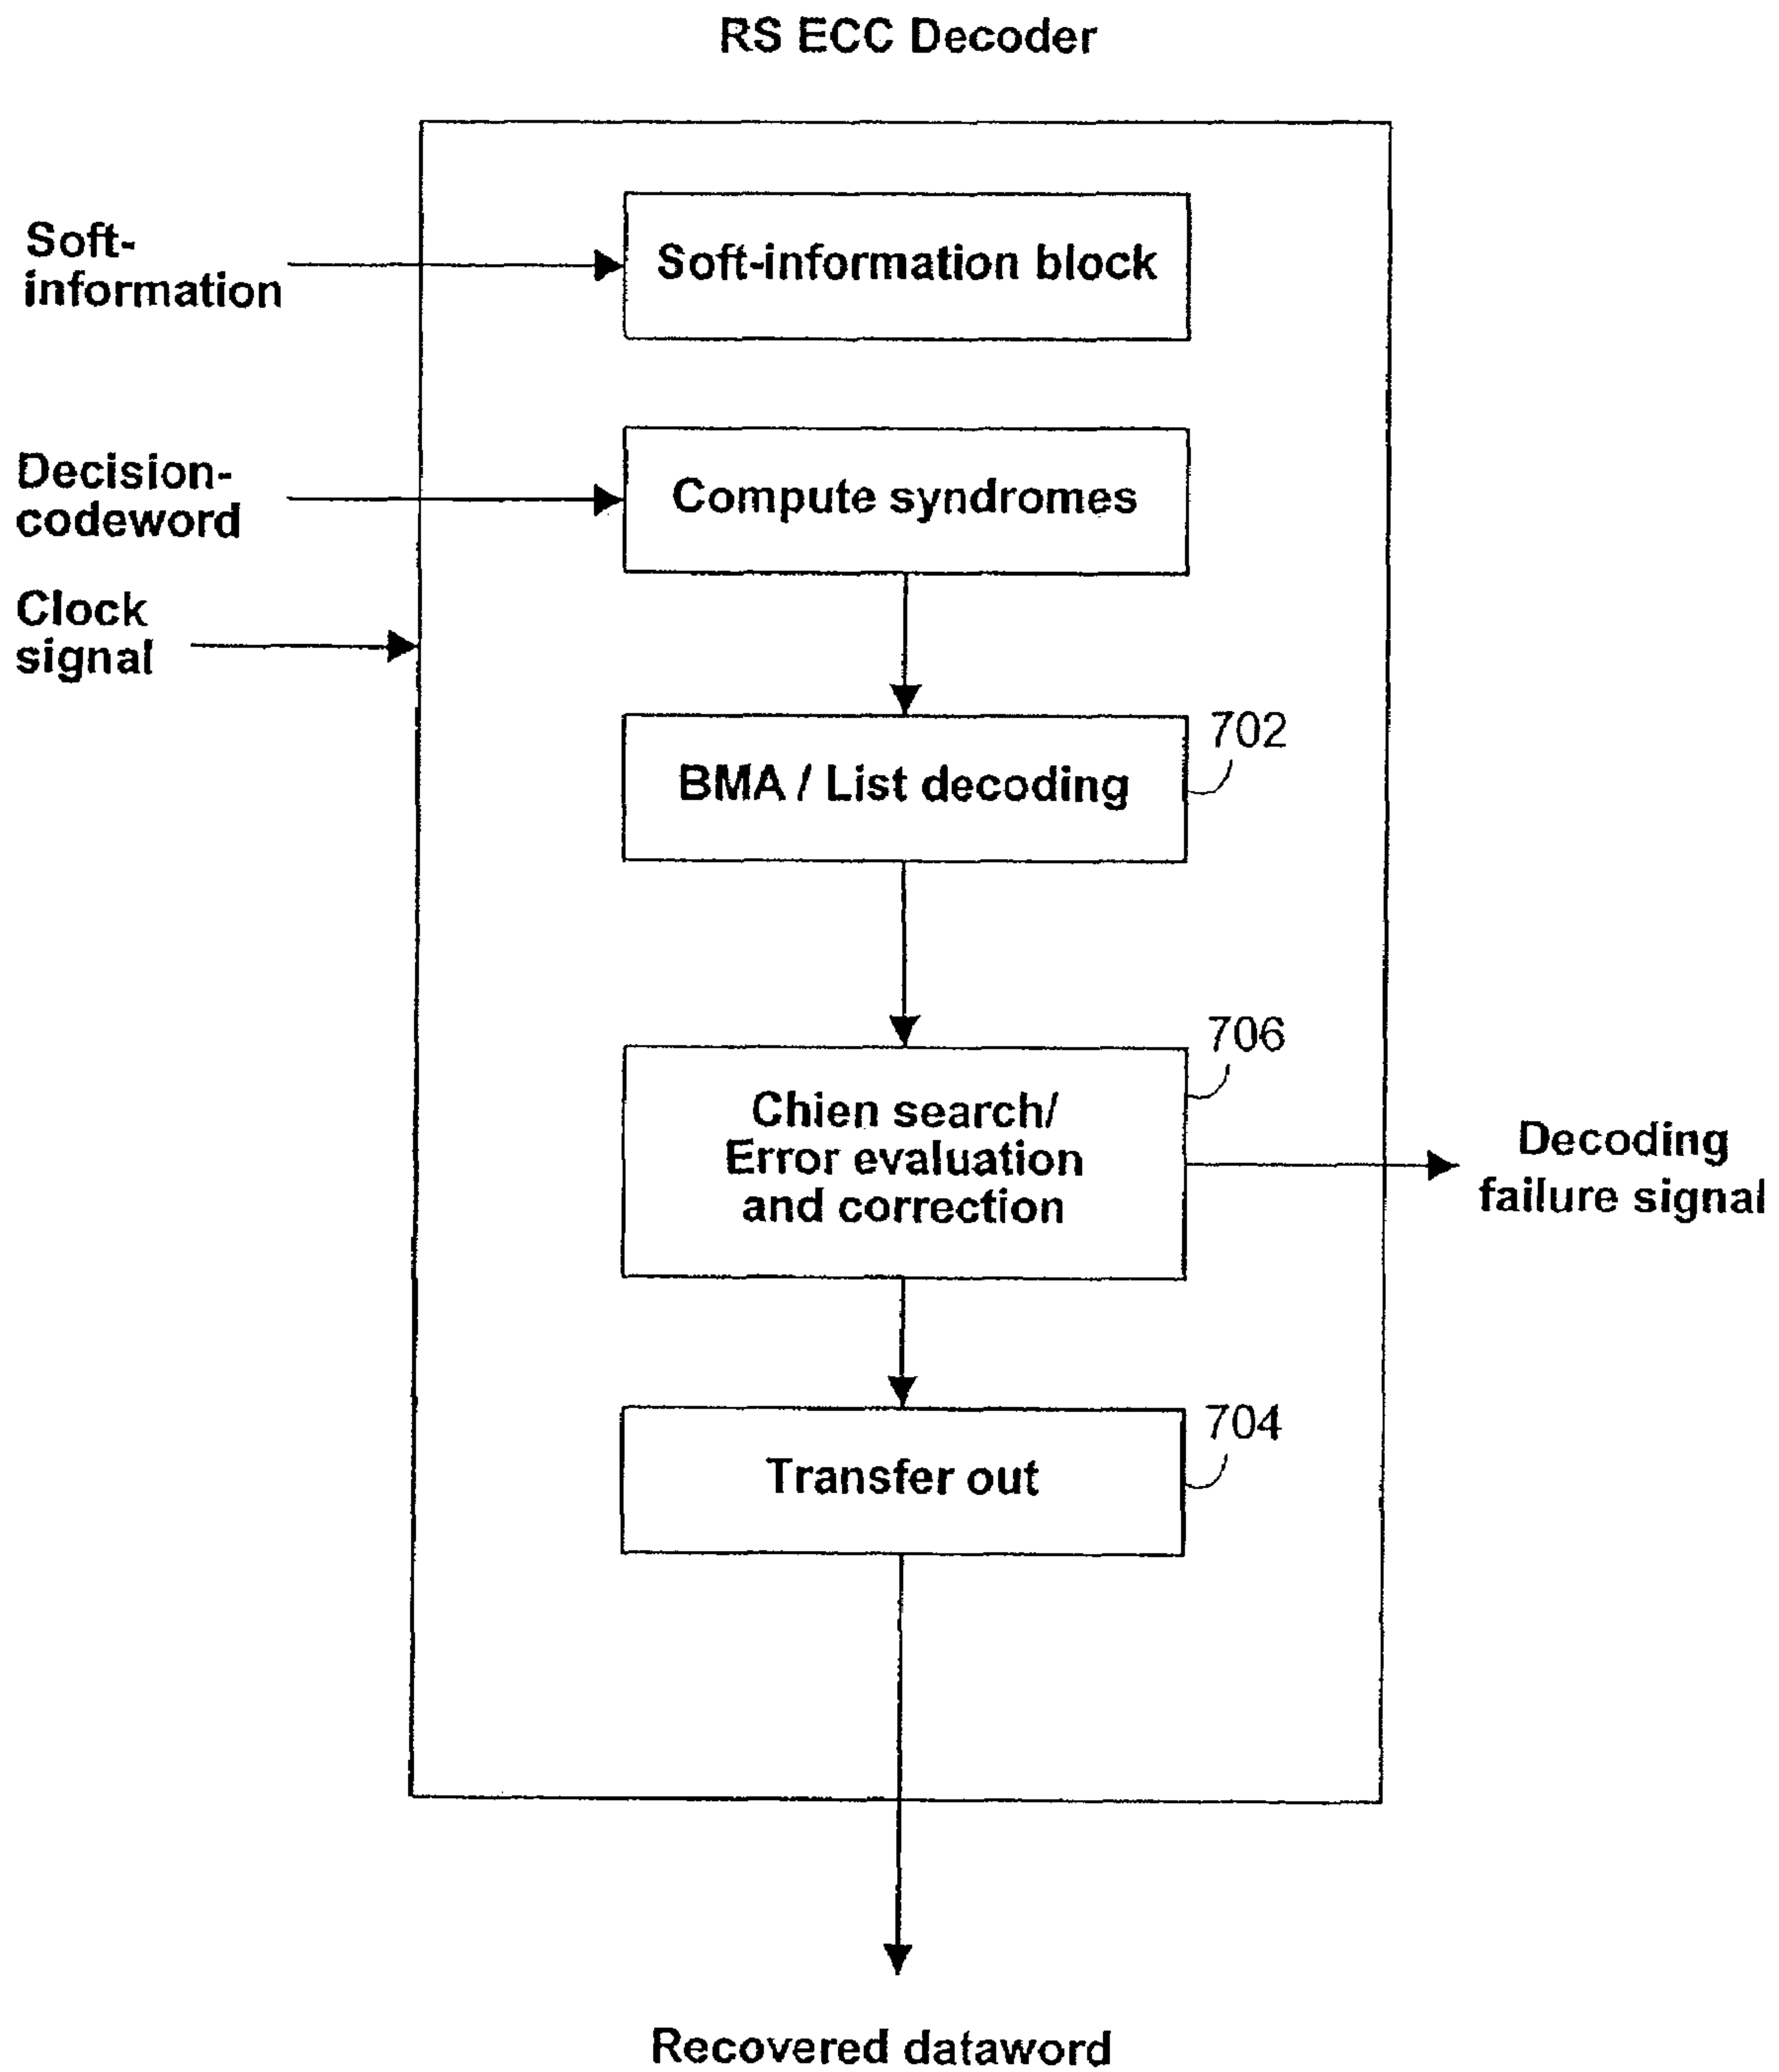 RS ECC Decoder
Soft-
information
Soft-information block
Decision-
codeword
Compute syndromes
Clock
signal
702
BMA / List decoding
706
Chien search/
Error evaluation
and correction
Decoding
failure signal
704
Transfer out
Recovered dataword